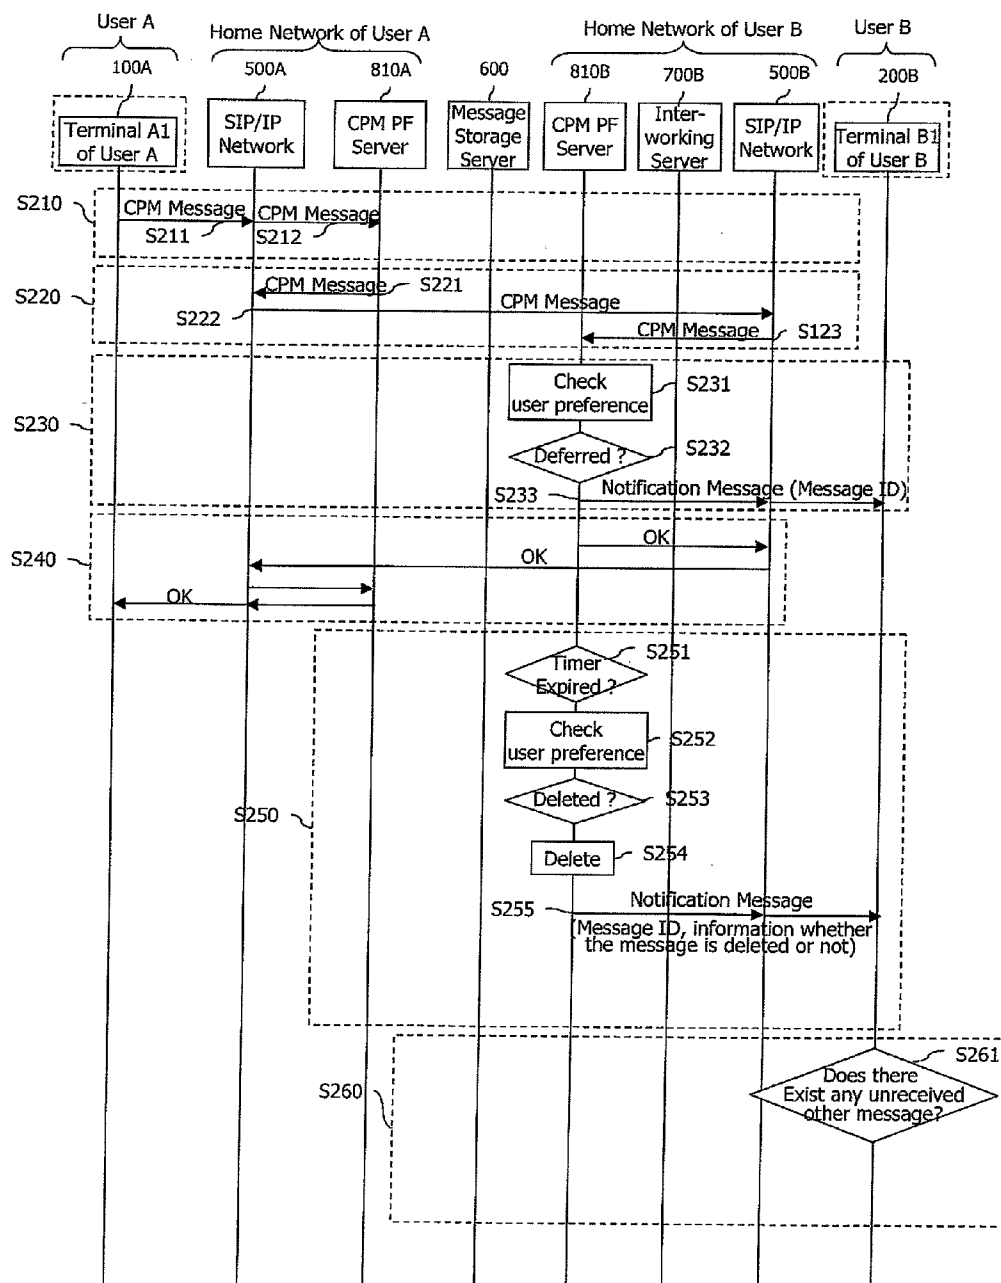 User A
Home Network of User A
Home Network of User B
User B
100A
500A
810A
600
810B
700B
500B
200B
Terminal A1
of User A
SIP/IP
Network
CPM PF
Server
Message
Storage
Server
CPM PF
Server
Inter-
working
Server
SIP/IP
Network
Terminal B1
of User B
S210
CPM Message
CPM Message
S211
S212
S220
CPM Message
S221
S222
CPM Message
CPM Message
S123
S230
Check
user preference
S231
Deferred ?
S232
S233
Notification Message (Message ID)
S240
OK
OK
OK
S250
Timer
Expired ?
S251
Check
user preference
S252
Deleted ?
S253
Delete
S254
S255
Notification Message
(Message ID, information whether
the message is deleted or not)
S260
S261
Does there
Exist any unreceived
other message?